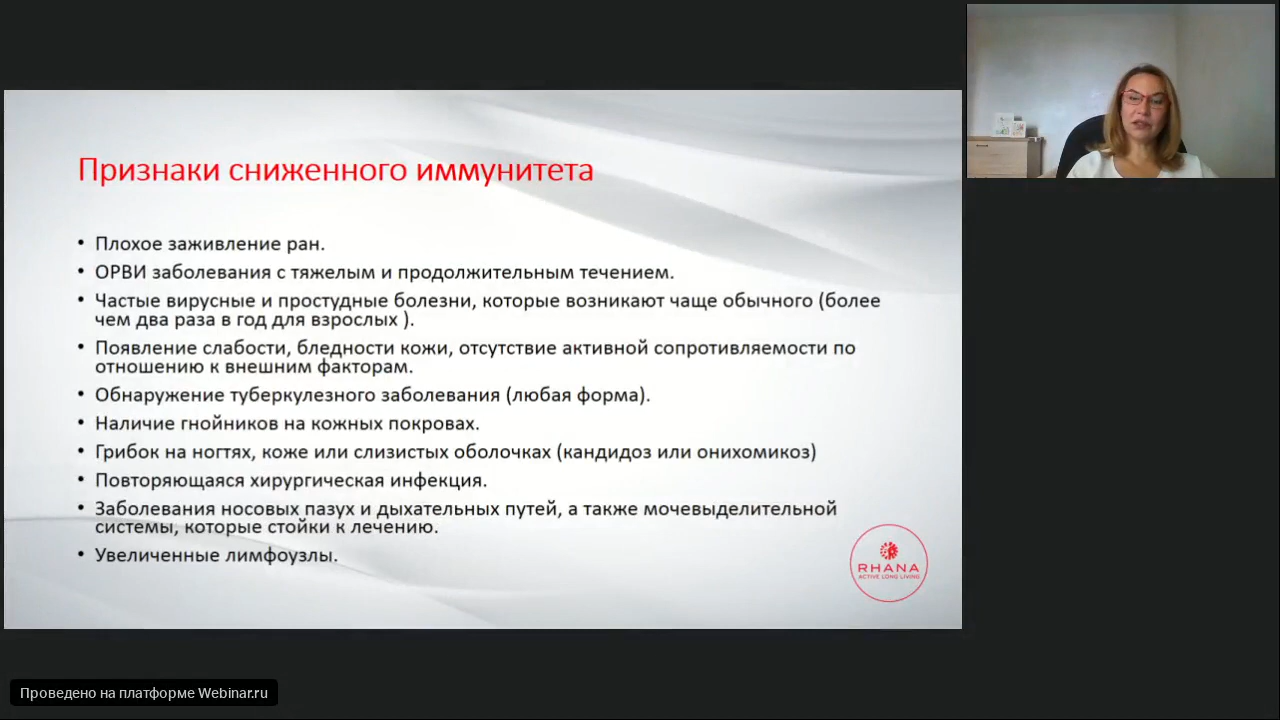 Признаки сниженного иммунитета
• Плохое заживление ран.
• ОРВИ заболевания с тяжелым и продолжительным течением.
• Частые вирусные и простудные болезни, которые возникают чаще обычного (более
чем два раза в год для взрослых ).
• Появление слабости, бледности кожи, отсутствие активной сопротивляемости по
отношению к внешним факторам.
• Обнаружение туберкулезного заболевания (любая форма).
• Наличие гнойников на кожных покровах.
• Грибок на ногтях, коже или слизистых оболочках (кандидоз или онихомикоз)
• Повторяющаяся хирургическая инфекция.
• Заболевания носовых пазух и дыхательных путей, а также мочевыделительной
системы, которые стойки к лечению.
• Увеличенные лимфоузлы.
RHANA
ACTIVE LONG LIVING
Проведено на платформе Webinar.ru